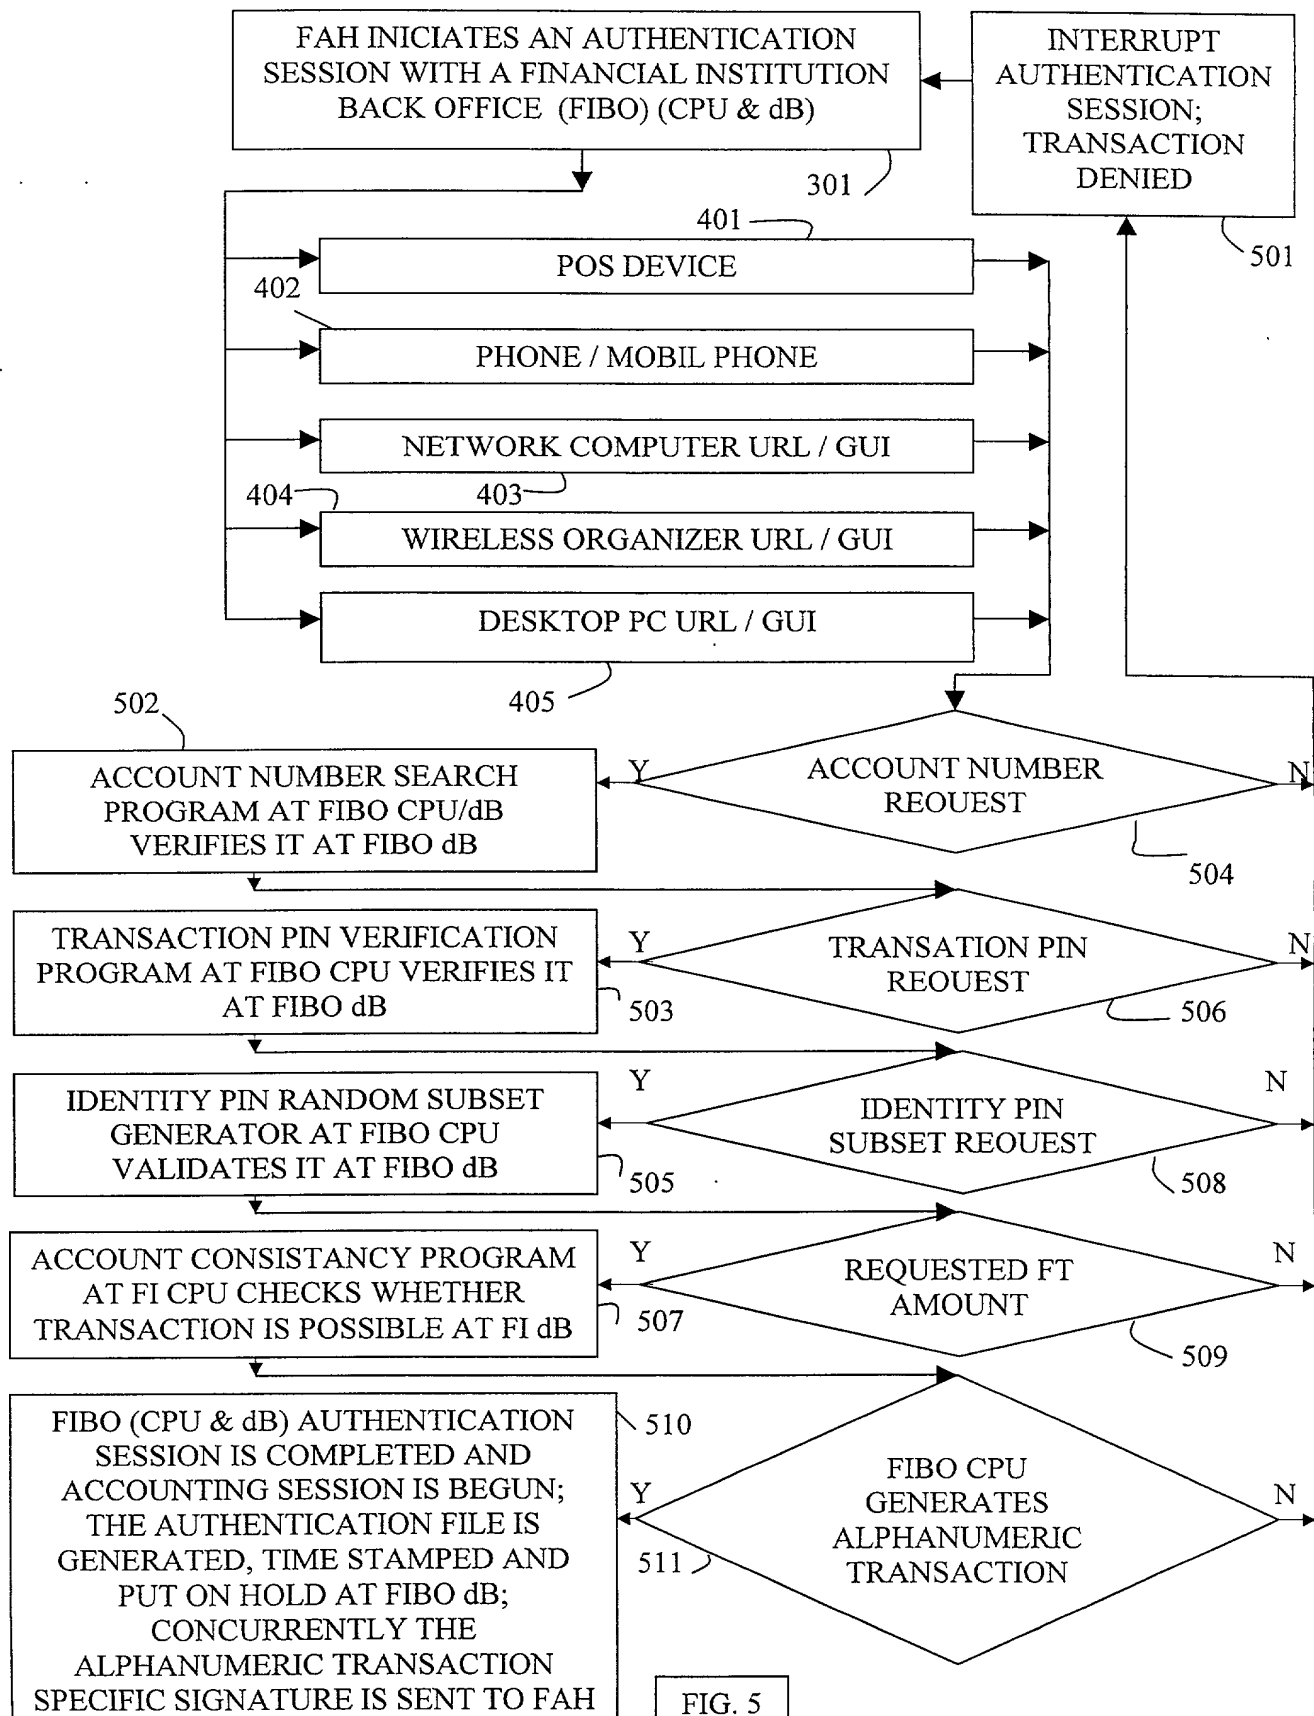 FAH INICIATES AN AUTHENTICATION
SESSION WITH A FINANCIAL INSTITUTION
BACK OFFICE (FIBO) (CPU & dB)
301
INTERRUPT
AUTHENTICATION
SESSION;
TRANSACTION
DENIED
501
401
POS DEVICE
402
PHONE / MOBIL PHONE
NETWORK COMPUTER URL / GUI
403
404
WIRELESS ORGANIZER URL / GUI
DESKTOP PC URL / GUI
405
502
ACCOUNT NUMBER SEARCH
PROGRAM AT FIBO CPU/dB
VERIFIES IT AT FIBO dB
Y
ACCOUNT NUMBER
REOUEST
N
504
TRANSACTION PIN VERIFICATION
PROGRAM AT FIBO CPU VERIFIES IT
AT FIBO dB
503
Y
TRANSATION PIN
REOUEST
N
506
IDENTITY PIN RANDOM SUBSET
GENERATOR AT FIBO CPU
VALIDATES IT AT FIBO dB
505
Y
IDENTITY PIN
SUBSET REOUEST
N
508
ACCOUNT CONSISTANCY PROGRAM
AT FI CPU CHECKS WHETHER
TRANSACTION IS POSSIBLE AT FI dB
507
Y
REQUESTED FT
AMOUNT
N
509
FIBO (CPU & dB) AUTHENTICATION
SESSION IS COMPLETED AND
ACCOUNTING SESSION IS BEGUN;
THE AUTHENTICATION FILE IS
GENERATED, TIME STAMPED AND
PUT ON HOLD AT FIBO dB;
CONCURRENTLY THE
ALPHANUMERIC TRANSACTION
SPECIFIC SIGNATURE IS SENT TO FAH
510
Y
511
FIBO CPU
GENERATES
ALPHANUMERIC
TRANSACTION
N
FIG. 5